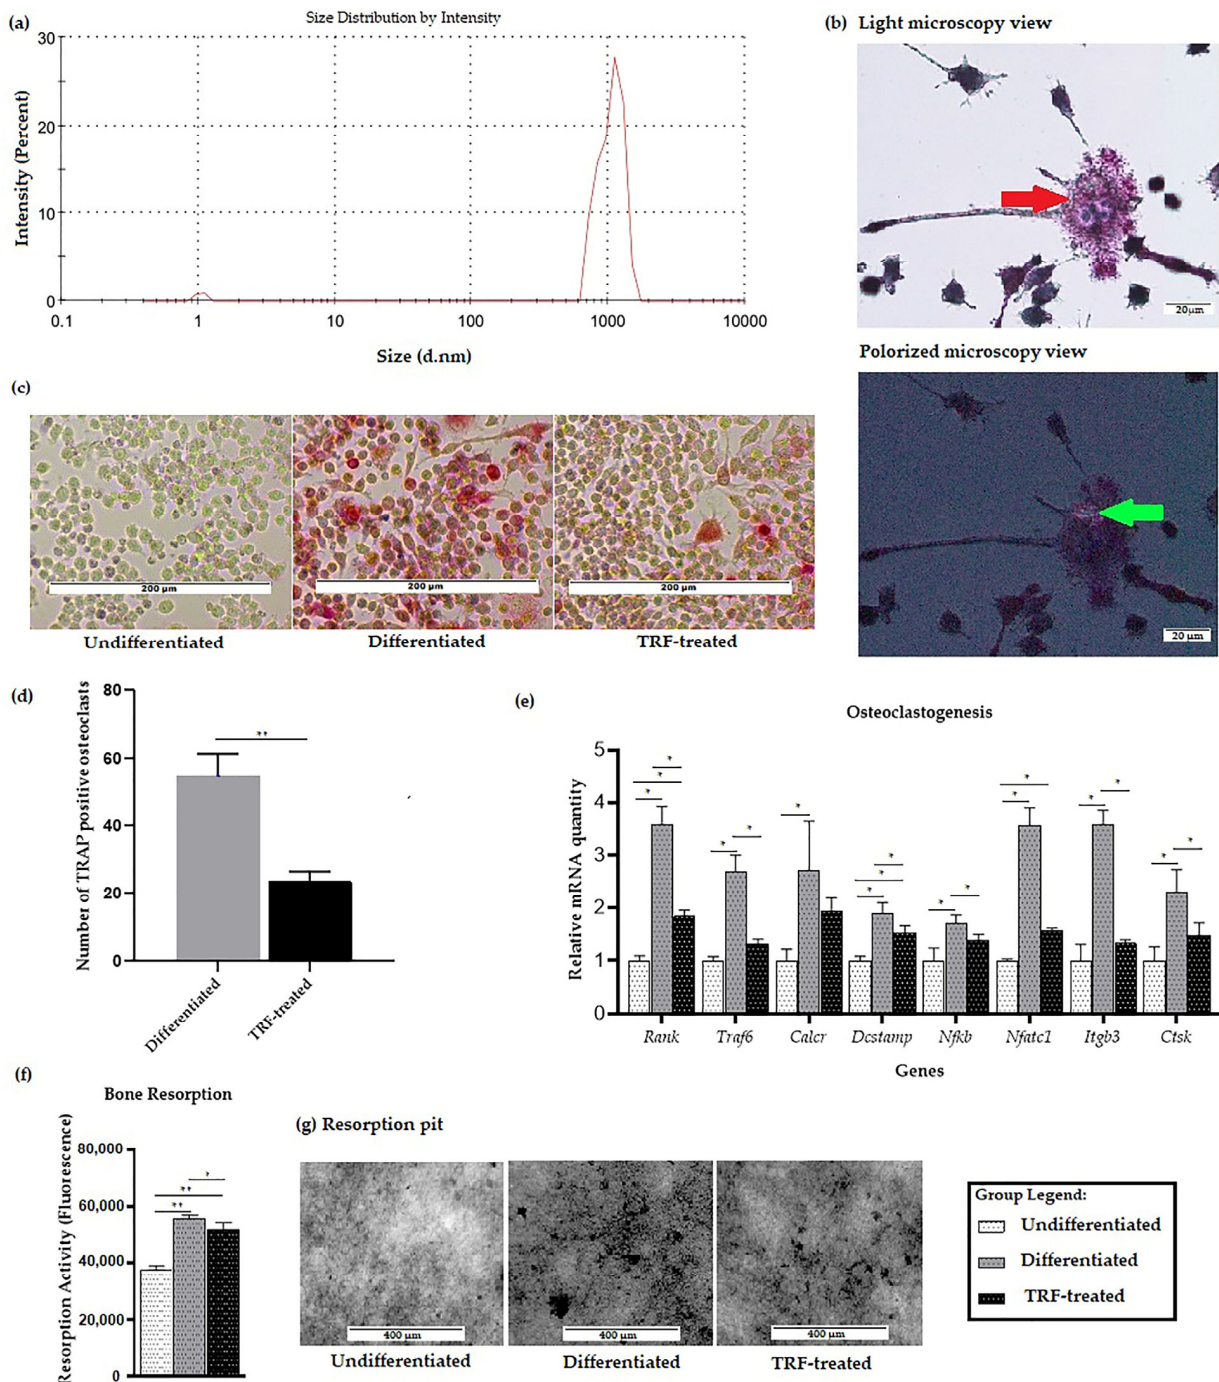 (a)
Size Distribution by Intensity
Intensity (Percent)
30
20
10
0
0.1 1 10 100 1000 10000
Size (d.nm)
(b) Light microscopy view
20µm
Polorized microscopy view
20 µm
(c)
200 µm 200 µm 200 µm
Undifferentiated Differentiated TRF-treated
(d)
Number of TRAP positive osteoclasts
80
60
40
20
0
**
Differentiated
TRF-treated
(e)
Osteoclastogenesis
Relative mRNA quantity
5
4
3
2
1
0
* * * * * * * * * * * * * * * * * *
Rank Traf6 Calcr Dcstamp Nfkb Nfatc1 Itgb3 Ctsk
Genes
(f)
Bone Resorption
Resorption Activity (Fluorescence)
80,000
60,000
40,000
20,000
0
*
**
**
(g) Resorption pit
400 µm 400 µm 400 µm
Undifferentiated Differentiated TRF-treated
Group Legend:
Undifferentiated
Differentiated
TRF-treated